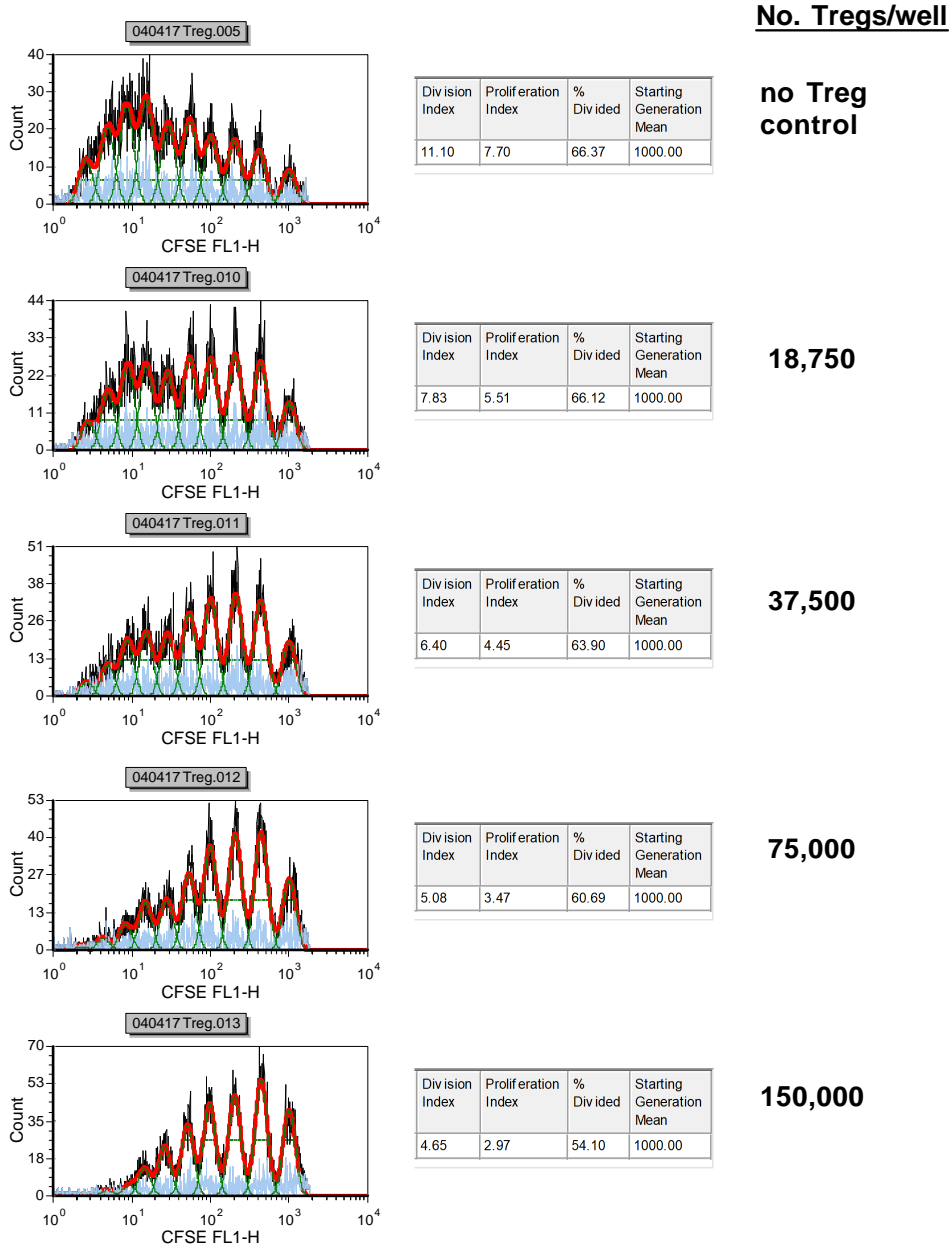 No. Tregs/well
040417 Treg.005
40
30
20
10
0
Count
10^0 10^1 10^2 10^3 10^4
CFSE FL1-H
Division Index Proliferation Index % Divided Starting Generation Mean
11.10 7.70 66.37 1000.00
no Treg
control
040417 Treg.010
44
33
22
11
0
Count
10^0 10^1 10^2 10^3 10^4
CFSE FL1-H
Division Index Proliferation Index % Divided Starting Generation Mean
7.83 5.51 66.12 1000.00
18,750
040417 Treg.011
51
38
26
13
0
Count
10^0 10^1 10^2 10^3 10^4
CFSE FL1-H
Division Index Proliferation Index % Divided Starting Generation Mean
6.40 4.45 63.90 1000.00
37,500
040417 Treg.012
53
40
27
13
0
Count
10^0 10^1 10^2 10^3 10^4
CFSE FL1-H
Division Index Proliferation Index % Divided Starting Generation Mean
5.08 3.47 60.69 1000.00
75,000
040417 Treg.013
70
53
35
18
0
Count
10^0 10^1 10^2 10^3 10^4
CFSE FL1-H
Division Index Proliferation Index % Divided Starting Generation Mean
4.65 2.97 54.10 1000.00
150,000